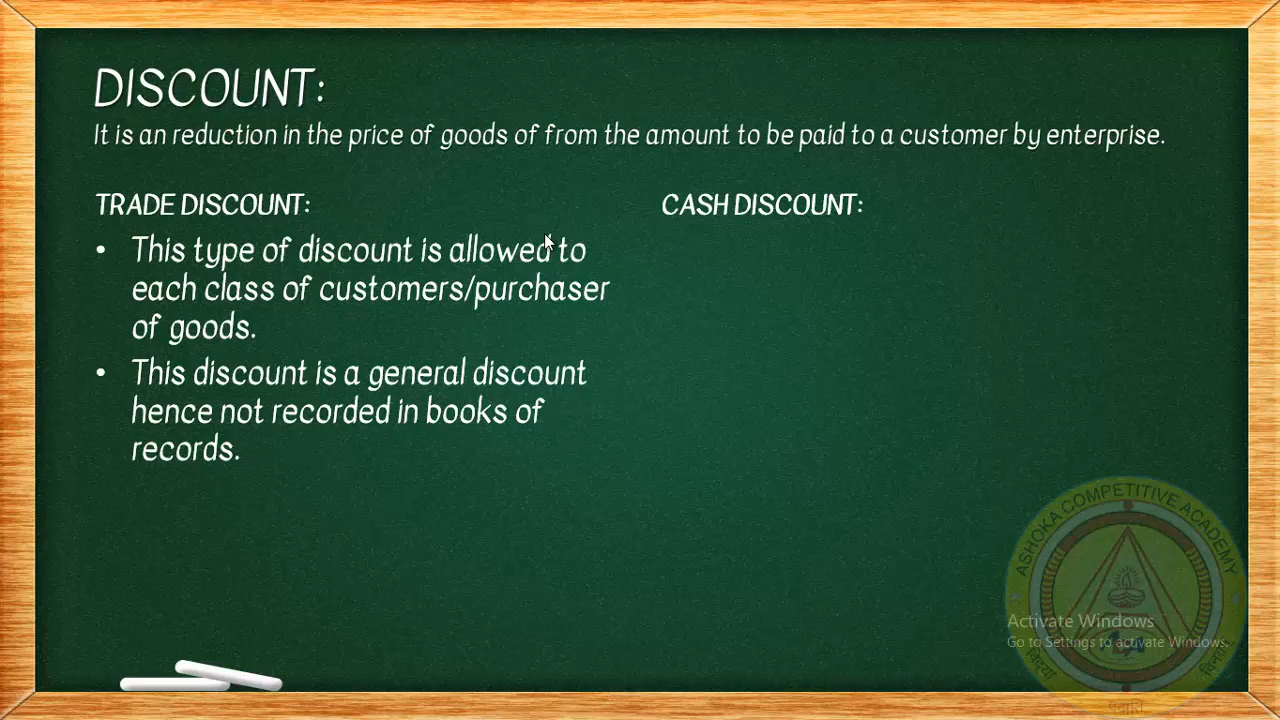 DISCOUNT:
It is an reduction in the price of goods of from the amount to be paid to a customer by enterprise.
TRADE DISCOUNT:
• This type of discount is allowed to
each class of customers/purchaser
of goods.
• This discount is a general discount
hence not recorded in books of
records.
CASH DISCOUNT:
ASHOKA COMPETITIVE ACADEMY
Activate Windows
Go to Settings to activate Windows.